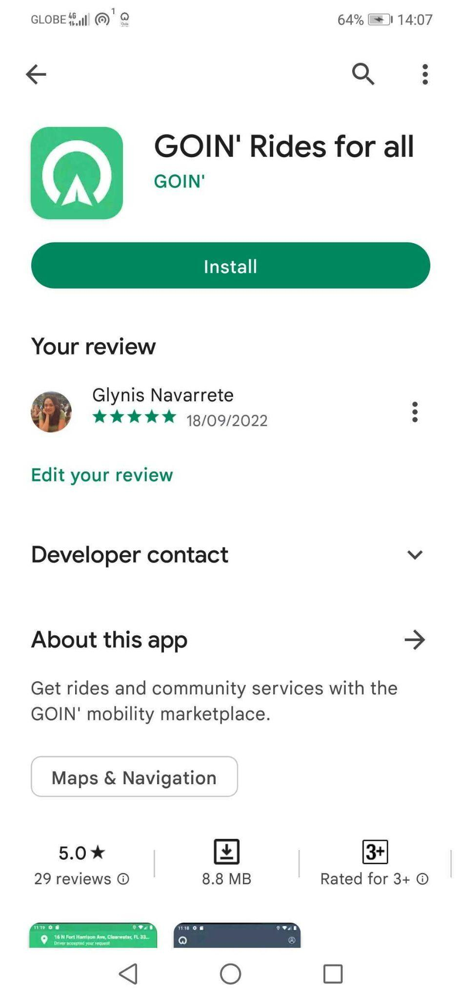 GLOBE 4G 1 64% 14:07
GOIN' Rides for all
GOIN'
Install
Your review
Glynis Navarrete
18/09/2022
Edit your review
Developer contact
About this app
Get rides and community services with the
GOIN' mobility marketplace.
Maps & Navigation
5.0★
29 reviews
8.8 MB
3+
Rated for 3+
11:19
16 N Fort Harrison Ave, Clearwater, FL 33...
Driver accepted your request
11:18